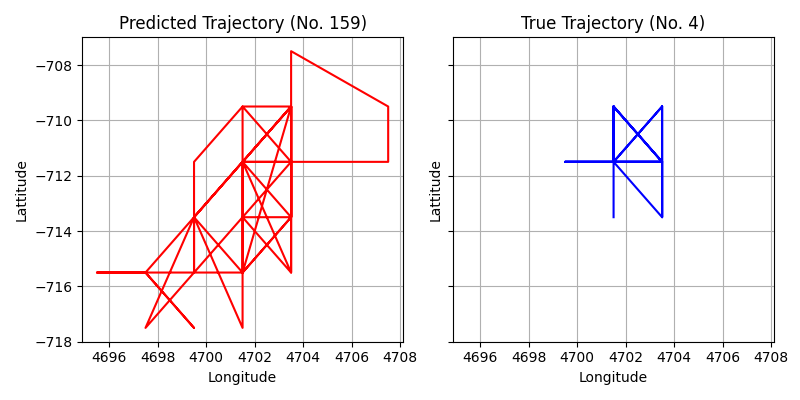 Predicted Trajectory (No. 159)
True Trajectory (No. 4)
−708
−710
−712
−714
−716
−718
Lattitude
Lattitude
4696 4698 4700 4702 4704 4706 4708
4696 4698 4700 4702 4704 4706 4708
Longitude
Longitude